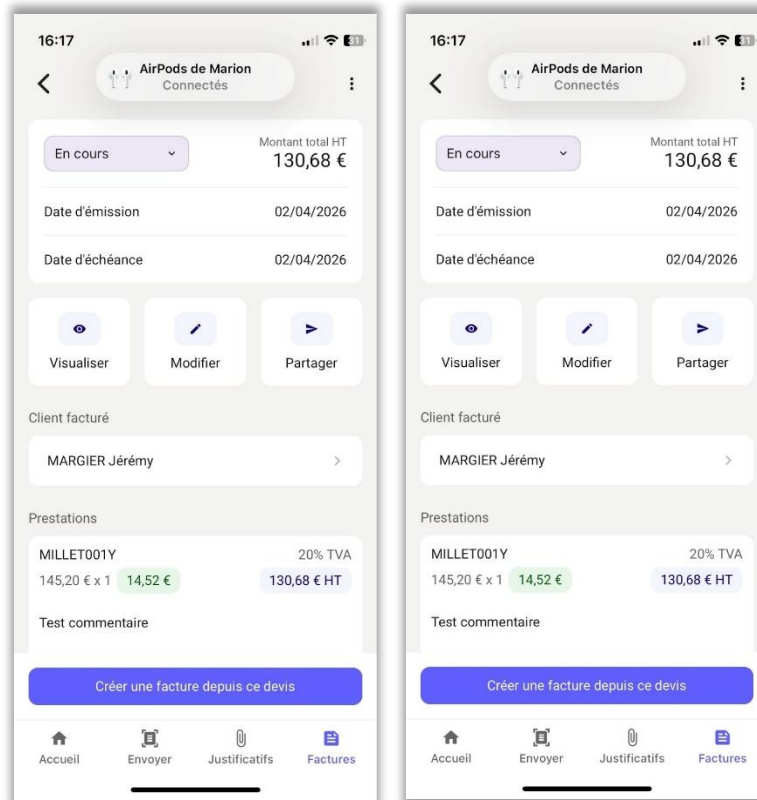 16:17
31
AirPods de Marion
Connectés
En cours
Montant total HT
130,68 €
Date d'émission 02/04/2026
Date d'échéance 02/04/2026
Visualiser Modifier Partager
Client facturé
MARGIER Jérémy
Prestations
MILLET001Y 20% TVA
145,20 € x 1 14,52 € 130,68 € HT
Test commentaire
Créer une facture depuis ce devis
Accueil Envoyer Justificatifs Factures
16:17
31
AirPods de Marion
Connectés
En cours
Montant total HT
130,68 €
Date d'émission 02/04/2026
Date d'échéance 02/04/2026
Visualiser Modifier Partager
Client facturé
MARGIER Jérémy
Prestations
MILLET001Y 20% TVA
145,20 € x 1 14,52 € 130,68 € HT
Test commentaire
Créer une facture depuis ce devis
Accueil Envoyer Justificatifs Factures